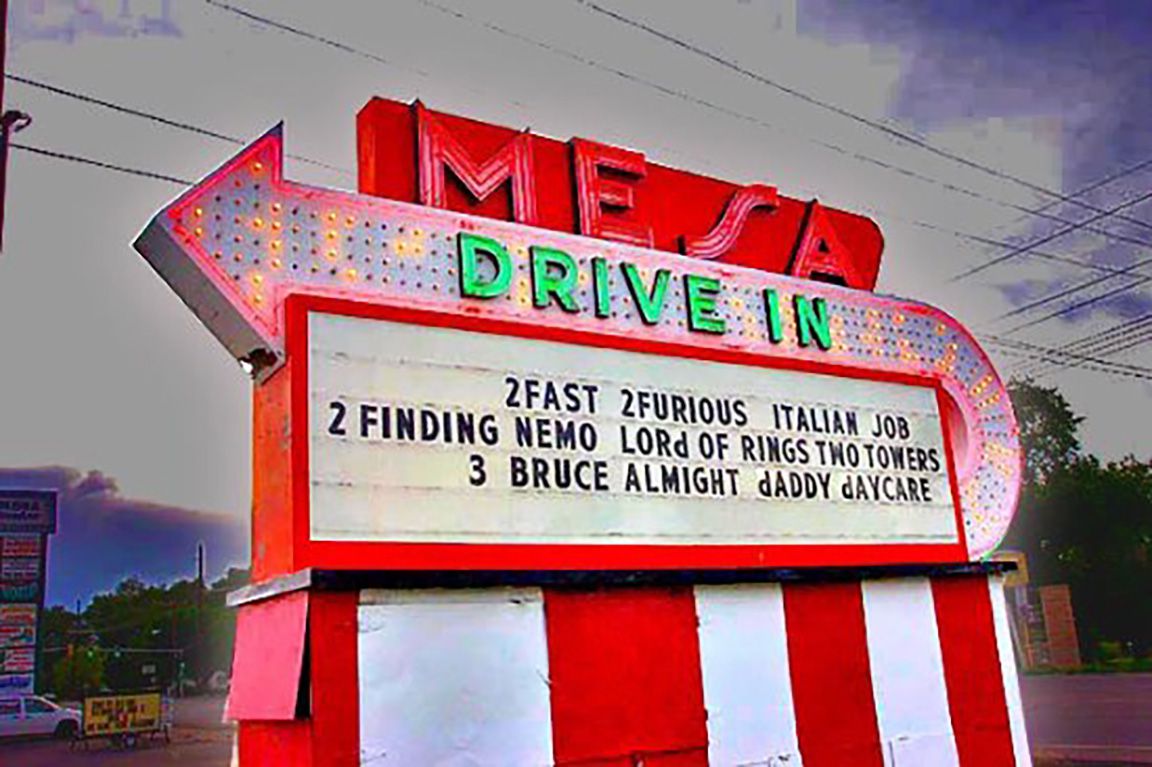 MESA
DRIVE IN
2FAST 2FURIOUS ITALIAN JOB
2 FINDING NEMO LORd OF RINGS TWO TOWERS
3 BRUCE ALMIGHT dADDY dAYCARE